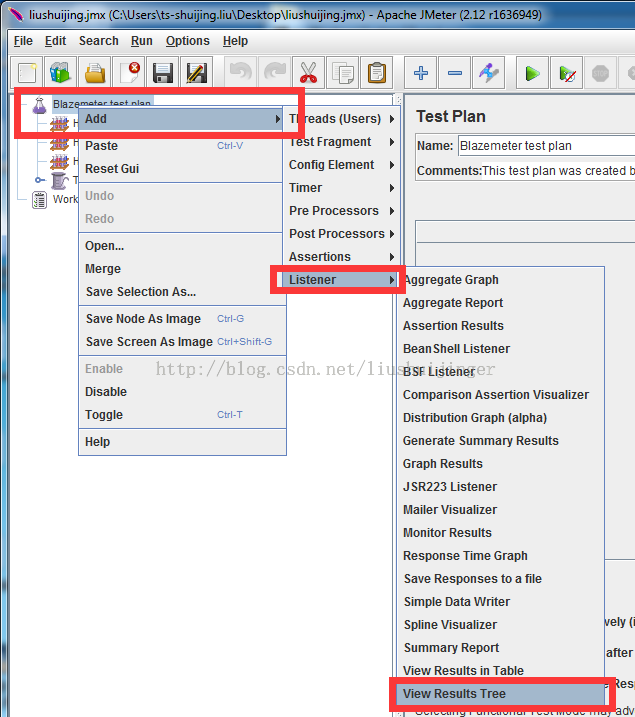 liushuijing.jmx (C:\Users\ts-shuijing.liu\Desktop\liushuijing.jmx) - Apache JMeter (2.12 r1636949)
File Edit Search Run Options Help
Blazemeter test plan
Add
Paste Ctrl-V
Reset Gui
Undo
Redo
Open...
Merge
Save Selection As...
Save Node As Image Ctrl-G
Save Screen As Image Ctrl+Shift-G
Enable
Disable
Toggle Ctrl-T
Help
H
H
H
T
Work
Threads (Users)
Test Fragment
Config Element
Timer
Pre Processors
Post Processors
Assertions
Listener
Aggregate Graph
Aggregate Report
Assertion Results
BeanShell Listener
BSF Listener
Comparison Assertion Visualizer
Distribution Graph (alpha)
Generate Summary Results
Graph Results
JSR223 Listener
Mailer Visualizer
Monitor Results
Response Time Graph
Save Responses to a file
Simple Data Writer
Spline Visualizer
Summary Report
View Results in Table
View Results Tree
Test Plan
Name: Blazemeter test plan
Comments: This test plan was created b
vely (i
after
Res
Selecting Functional Test Mode may adv
http://blog.csdn.net/liushuijinger